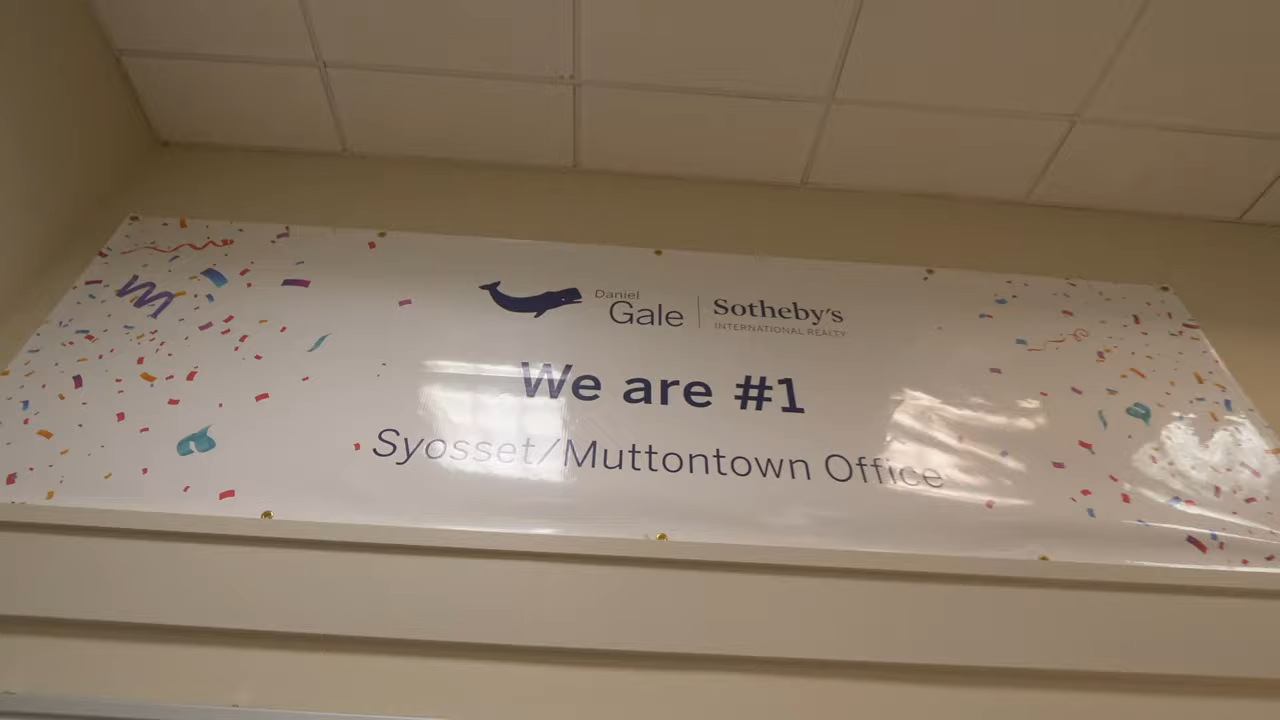 Daniel
Gale | Sotheby's
INTERNATIONAL REALTY
We are #1
Syosset/Muttontown Office